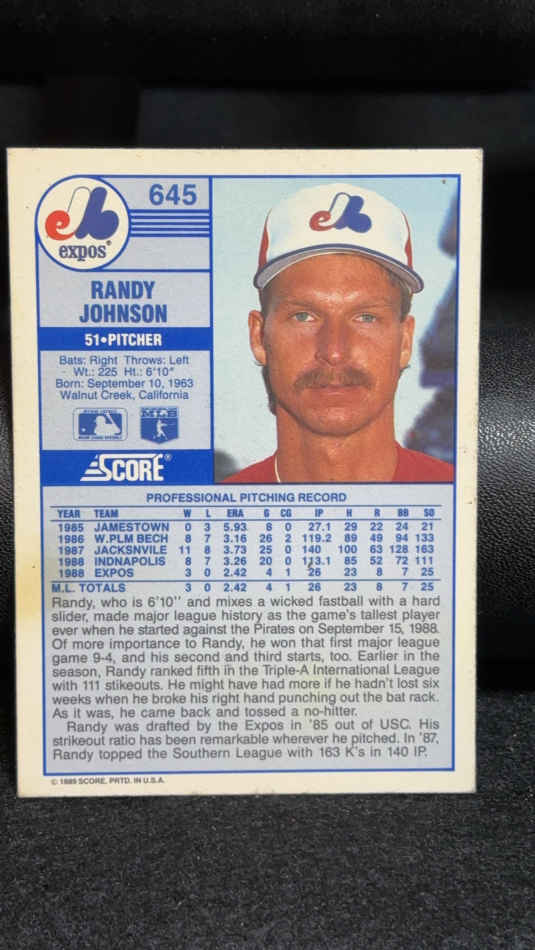 645
expos
RANDY
JOHNSON
51•PITCHER
Bats: Right Throws: Left
Wt.: 225 Ht.: 6'10"
Born: September 10, 1963
Walnut Creek, California
MLB
SCORE®
PROFESSIONAL PITCHING RECORD
YEAR TEAM W L ERA G CG IP H R BB SO
1985 JAMESTOWN 0 3 5.93 8 0 27.1 29 22 24 21
1986 W.PLM BECH 8 7 3.16 26 2 119.2 89 49 94 133
1987 JACKSNVILE 11 8 3.73 25 0 140 100 63 128 163
1988 INDNAPOLIS 8 7 3.26 20 0 113.1 85 52 72 111
1988 EXPOS 3 0 2.42 4 1 26 23 8 7 25
M.L. TOTALS 3 0 2.42 4 1 26 23 8 7 25
Randy, who is 6'10" and mixes a wicked fastball with a hard
slider, made major league history as the game's tallest player
ever when he started against the Pirates on September 15, 1988.
Of more importance to Randy, he won that first major league
game 9-4, and his second and third starts, too. Earlier in the
season, Randy ranked fifth in the Triple-A International League
with 111 stikeouts. He might have had more if he hadn't lost six
weeks when he broke his right hand punching out the bat rack.
As it was, he came back and tossed a no-hitter.
Randy was drafted by the Expos in '85 out of USC. His
strikeout ratio has been remarkable wherever he pitched. In '87,
Randy topped the Southern League with 163 K's in 140 IP.
© 1989 SCORE, PRTD. IN U.S.A.